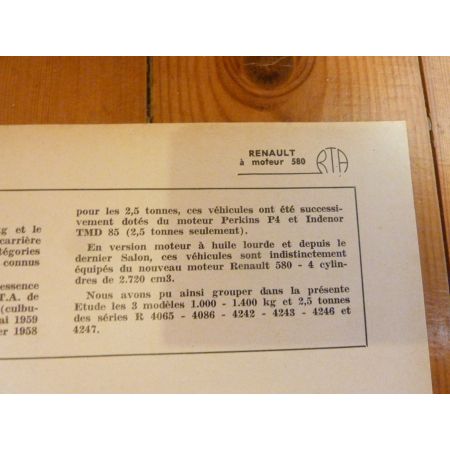 RENAULT
à moteur 580
RTA
kg et le
carrière
tégories
connus
essence
T.A. de
(culbu-
ai 1959
er 1958
pour les 2,5 tonnes, ces véhicules ont été successi-
vement dotés du moteur Perkins P4 et Indenor
TMD 85 (2,5 tonnes seulement).
En version moteur à huile lourde et depuis le
dernier Salon, ces véhicules sont indistinctement
équipés du nouveau moteur Renault 580 - 4 cylin-
dres de 2.720 cm3.
Nous avons pu ainsi grouper dans la présente
Etude les 3 modèles 1.000 - 1.400 kg et 2,5 tonnes
des séries R 4065 - 4086 - 4242 - 4243 - 4246 et
4247.